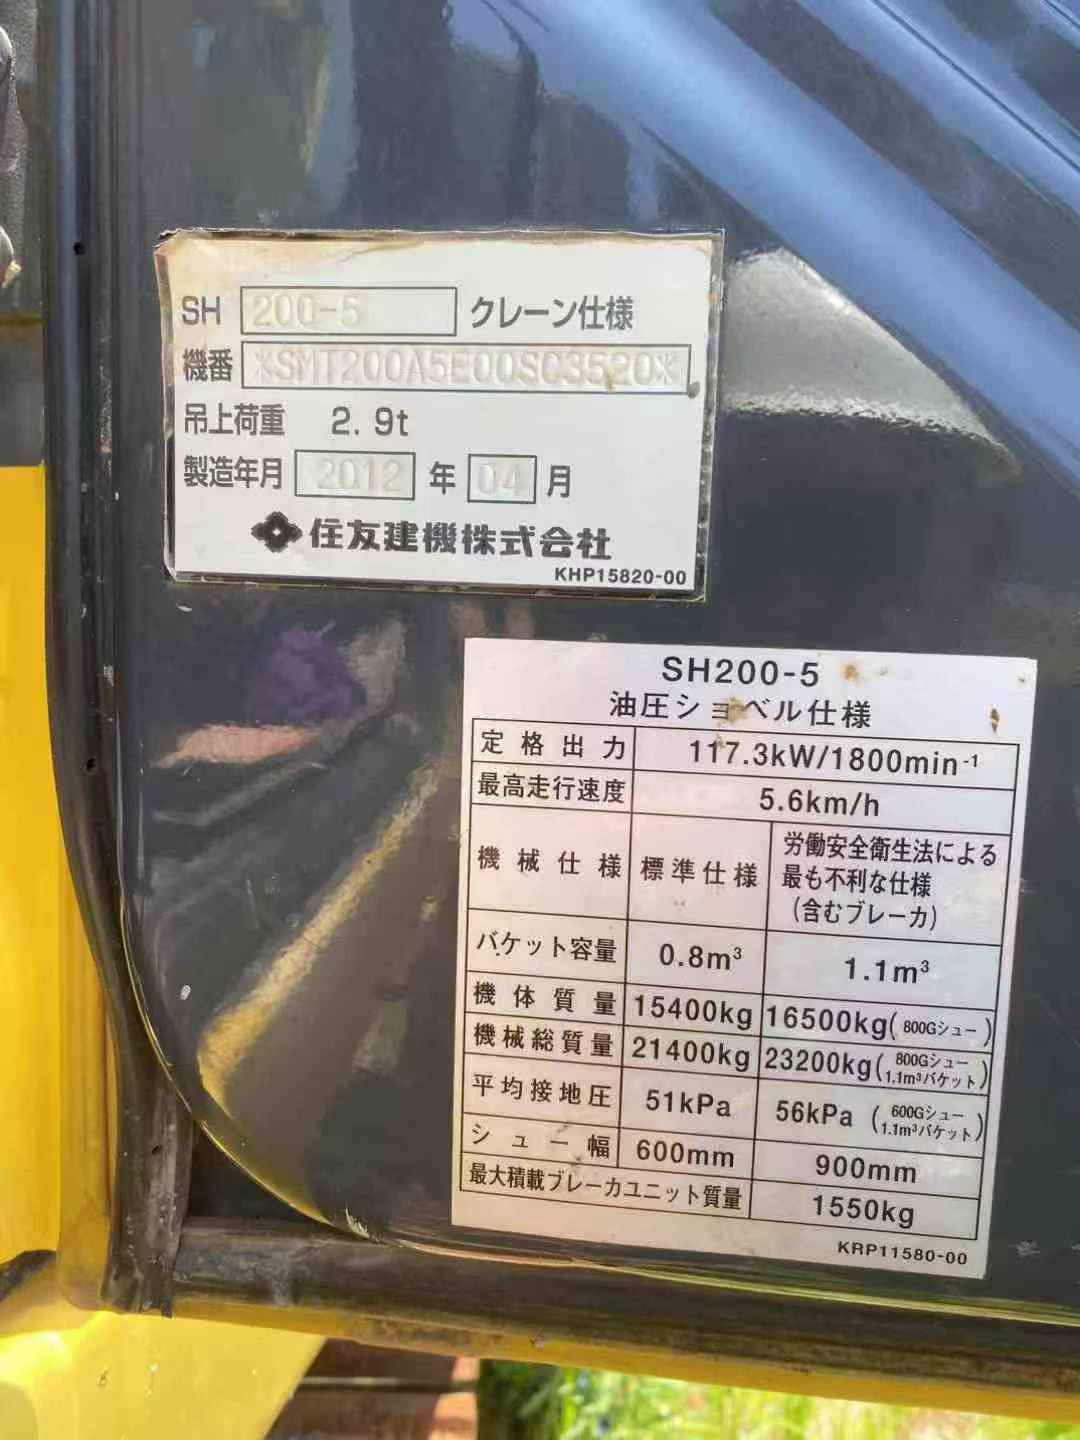 SH 200-5 クレーン仕様
機番 *SMT200A5E00SC3520*
吊上荷重 2.9t
製造年月 2012 年 04 月
住友建機株式会社
KHP15820-00
SH200-5
油圧ショベル仕様
定格出力 117.3kW/1800min⁻¹
最高走行速度 5.6km/h
機械仕様 標準仕様 労働安全衛生法による
最も不利な仕様
(含むブレーカ)
バケット容量 0.8m³ 1.1m³
機体質量 15400kg 16500kg(800Gシュー)
機械総質量 21400kg 23200kg(800Gシュー
1.1m³バケット)
平均接地圧 51kPa 56kPa (600Gシュー
1.1m³バケット)
シュー幅 600mm 900mm
最大積載ブレーカユニット質量 1550kg
KRP11580-00